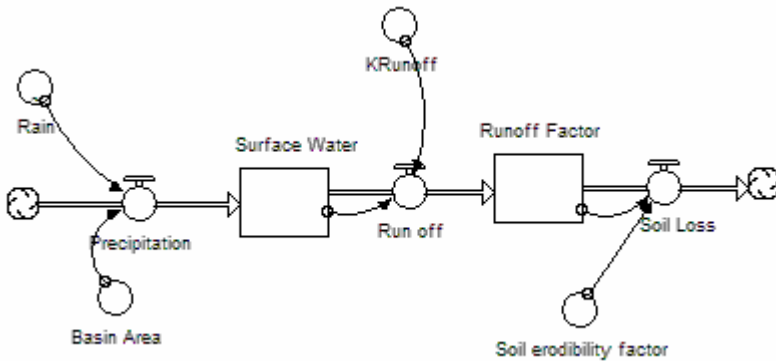 KRunoff
Rain
Surface Water
Runoff Factor
Precipitation
Run off
Soil Loss
Basin Area
Soil erodibility factor